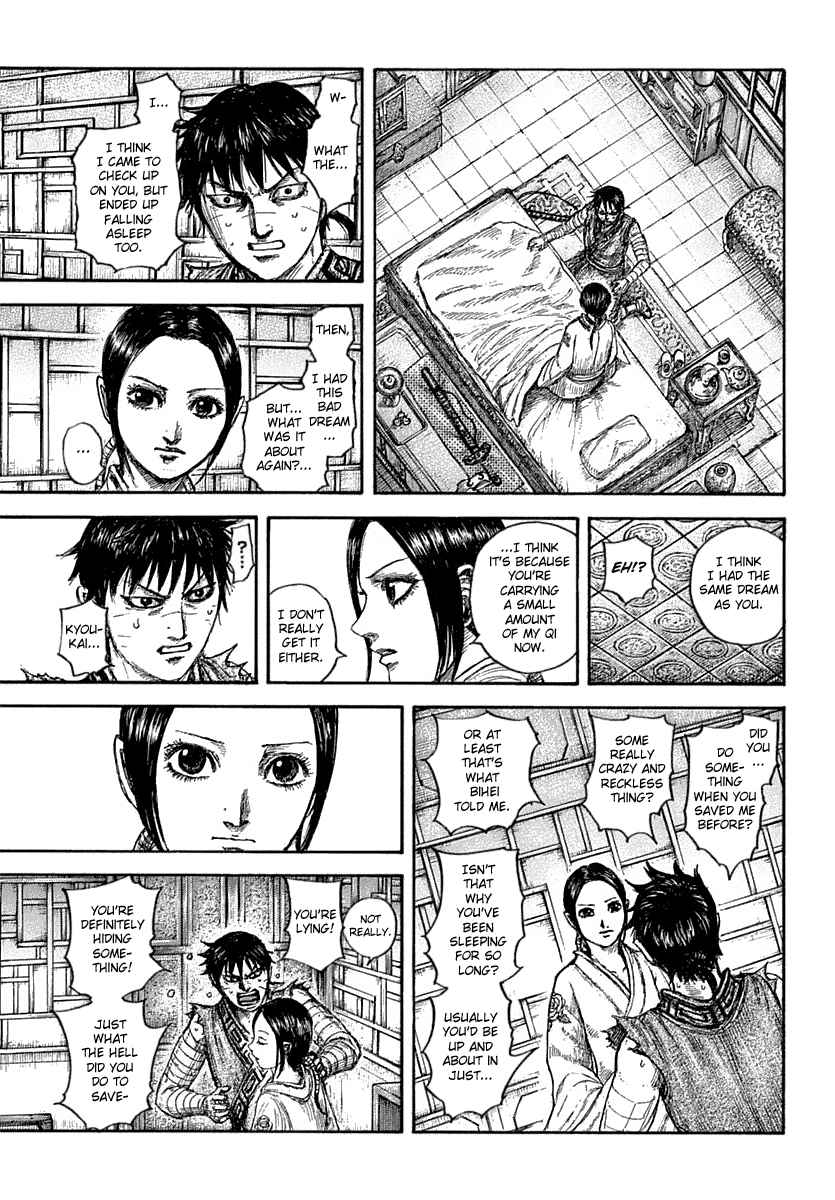 W-
WHAT
THE...
I...
I THINK
I CAME TO
CHECK UP
ON YOU, BUT
ENDED UP
FALLING
ASLEEP
TOO.
THEN,
I HAD
THIS
BAD
DREAM
...
BUT...
WHAT
WAS IT
ABOUT
AGAIN?...
...
I THINK
I HAD THE
SAME DREAM
AS YOU.
EH!?
...I THINK
IT'S BECAUSE
YOU'RE
CARRYING
A SMALL
AMOUNT
OF MY QI
NOW.
I DON'T
REALLY
GET IT
EITHER.
?...
KYOU-
KAI...
DID
YOU
...
DO
SOME-
THING
WHEN YOU
SAVED ME
BEFORE?
SOME
REALLY
CRAZY AND
RECKLESS
THING?
OR AT
LEAST
THAT'S
WHAT
BIHEI
TOLD ME.
ISN'T
THAT
WHY
YOU'VE
BEEN
SLEEPING
FOR SO
LONG?
USUALLY
YOU'D BE
UP AND
ABOUT IN
JUST...
NOT
REALLY.
YOU'RE
LYING!
YOU'RE
DEFINITELY
HIDING
SOME-
THING!
JUST
WHAT
THE HELL
DID YOU
DO TO
SAVE-